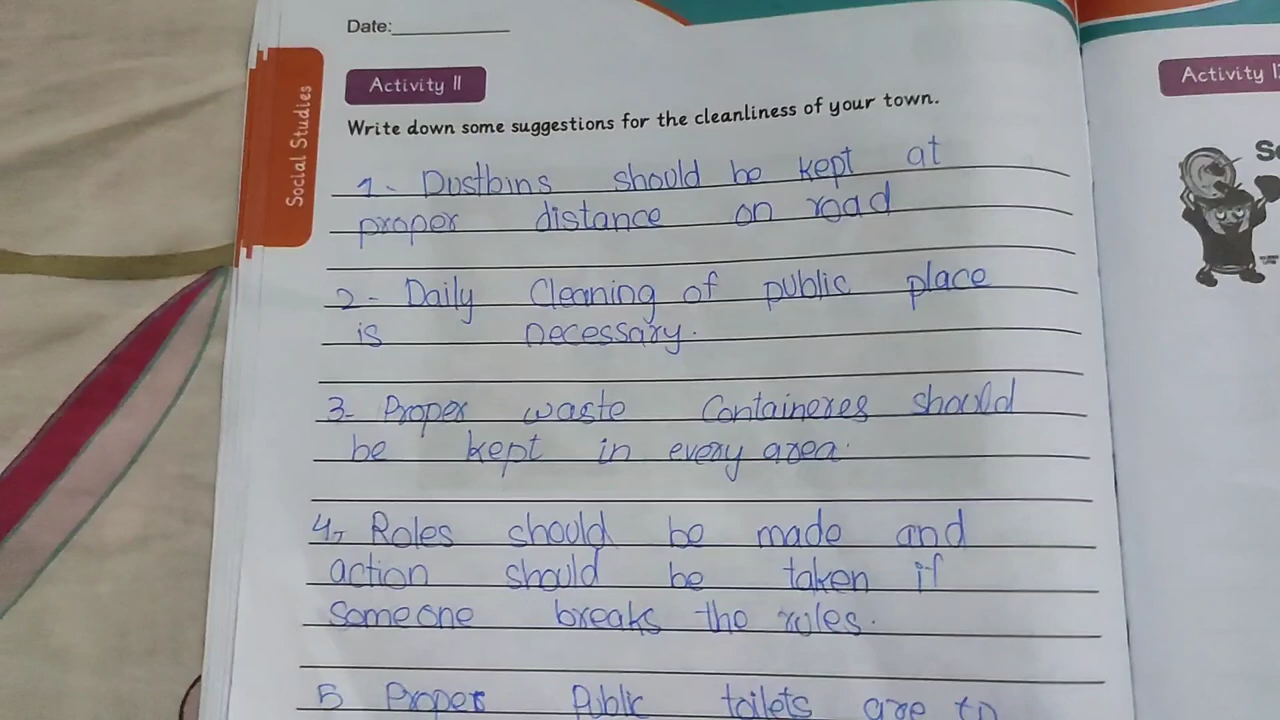 Date:
Activity 11
Social Studies
Write down some suggestions for the cleanliness of your town.
1- Dustbins should be kept at
proper distance on road
2- Daily Cleaning of public place
is necessary.
3- Proper waste Containeres should
be kept in every area.
4, Roles should be made and
action should be taken if
someone breaks the roles.
5 Proper Public toilets are to
Activity